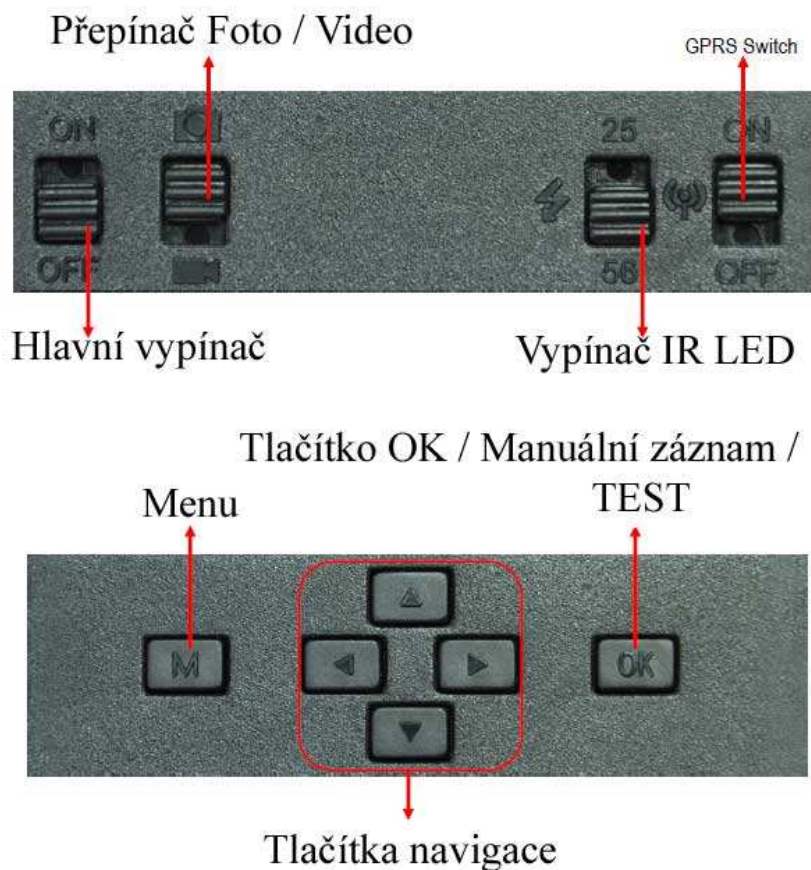 Přepínač Foto / Video
GPRS Switch
ON
25
ON
OFF
56
OFF
Hlavní vypínač
Vypínač IR LED
Tlačítko OK / Manuální záznam /
TEST
Menu
M
OK
Tlačítka navigace